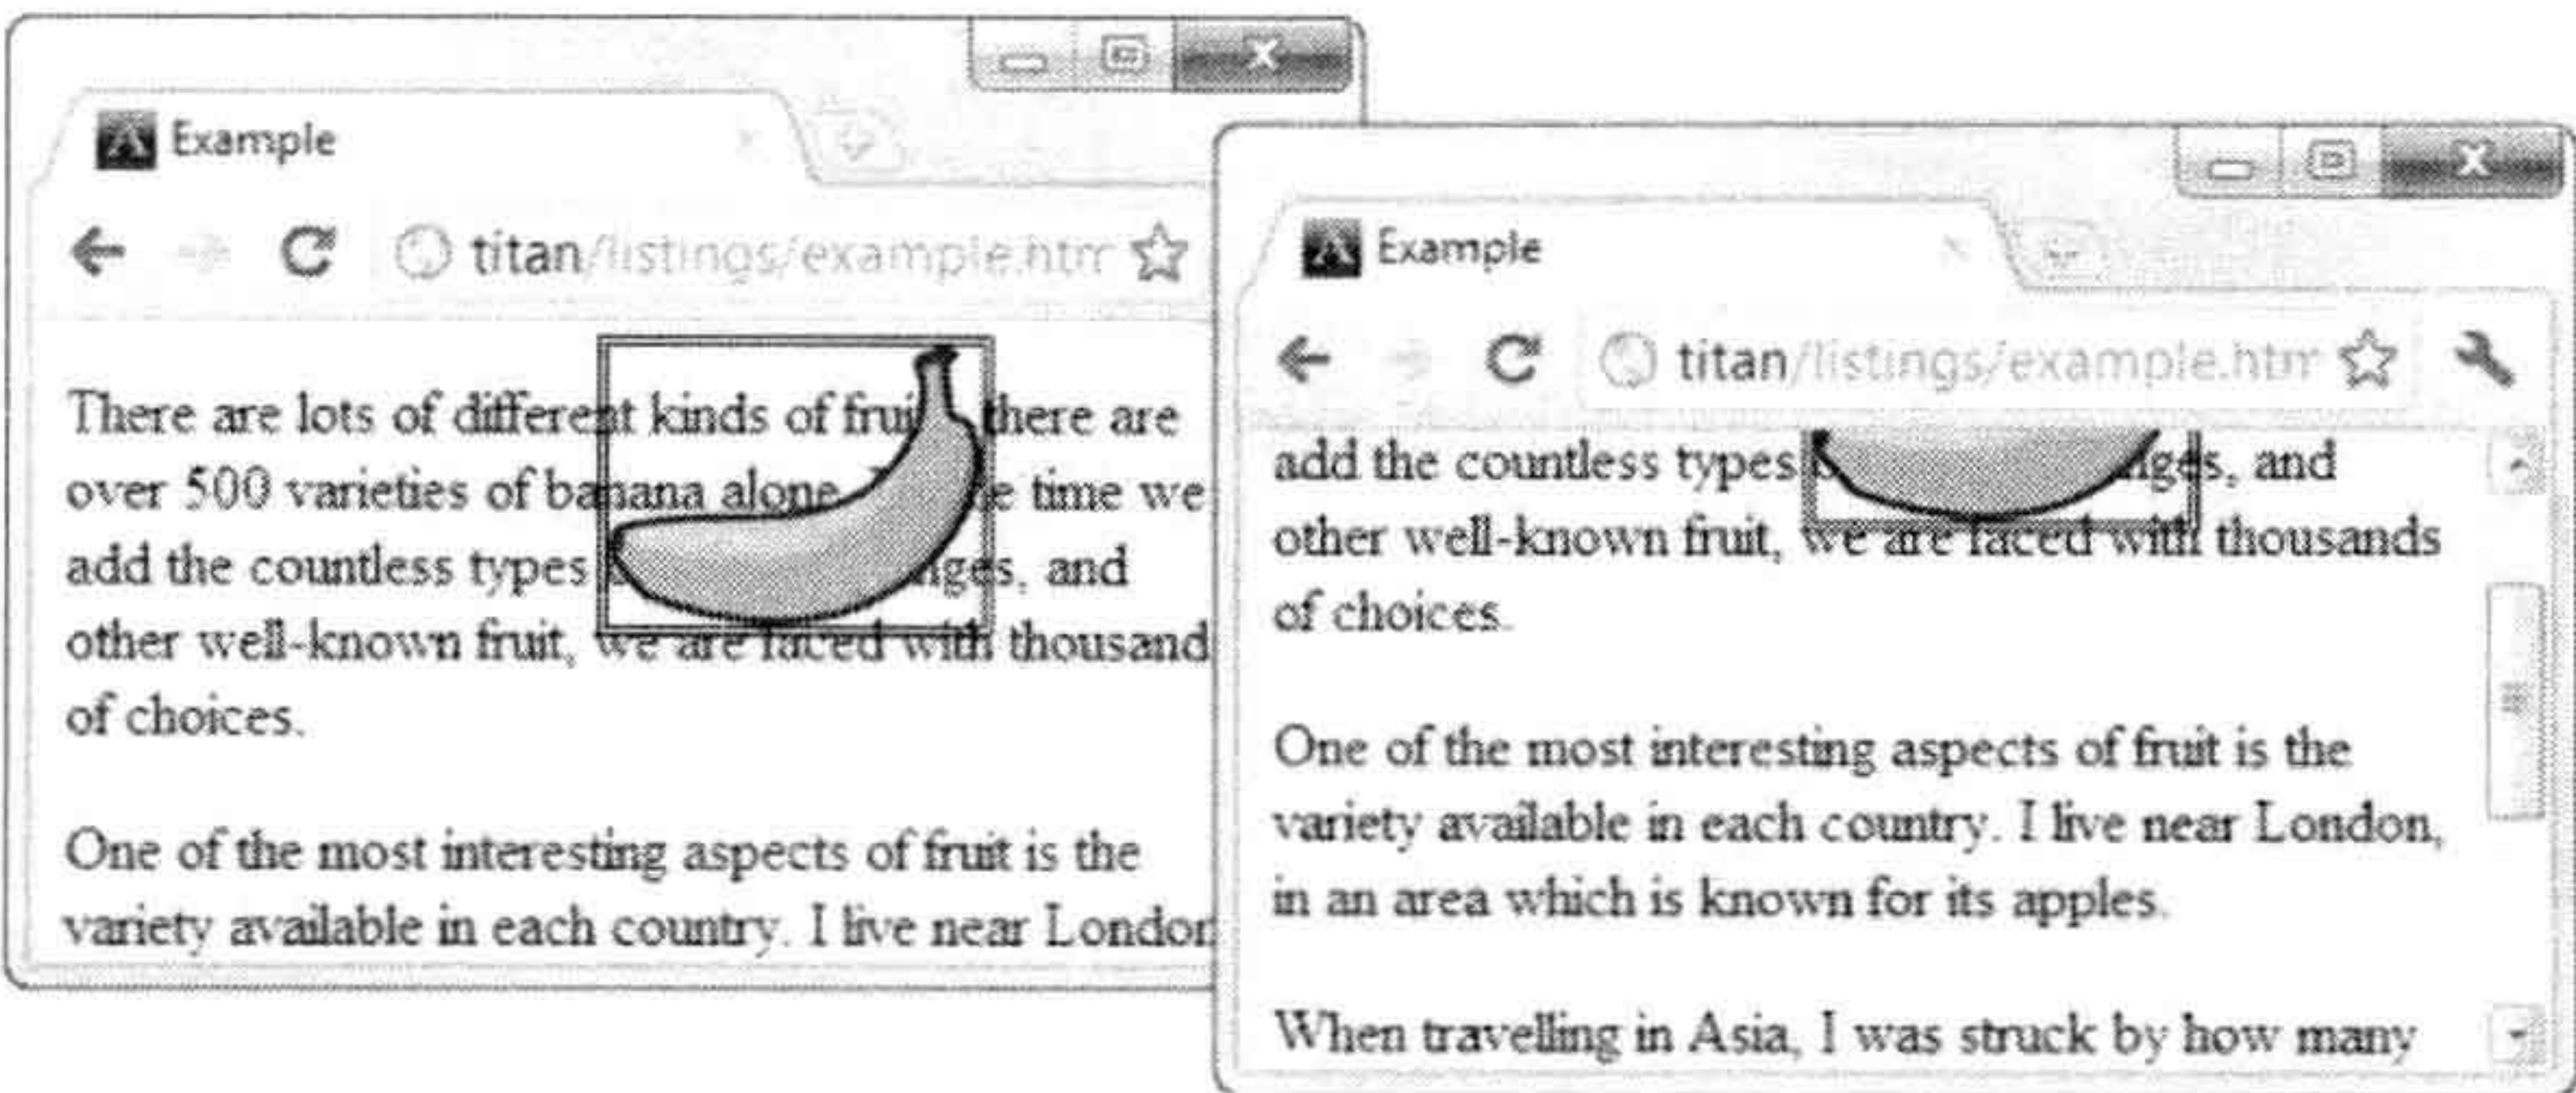 Example
titan/listings/example.htm
There are lots of different kinds of fruit there are
over 500 varieties of banana alone. time we
add the countless types nges, and
other well-known fruit, we are faced with thousand
of choices.
One of the most interesting aspects of fruit is the
variety available in each country. I live near London
Example
titan/listings/example.htm
add the countless types nges, and
other well-known fruit, we are faced with thousands
of choices.
One of the most interesting aspects of fruit is the
variety available in each country. I live near London,
in an area which is known for its apples.
When travelling in Asia, I was struck by how many